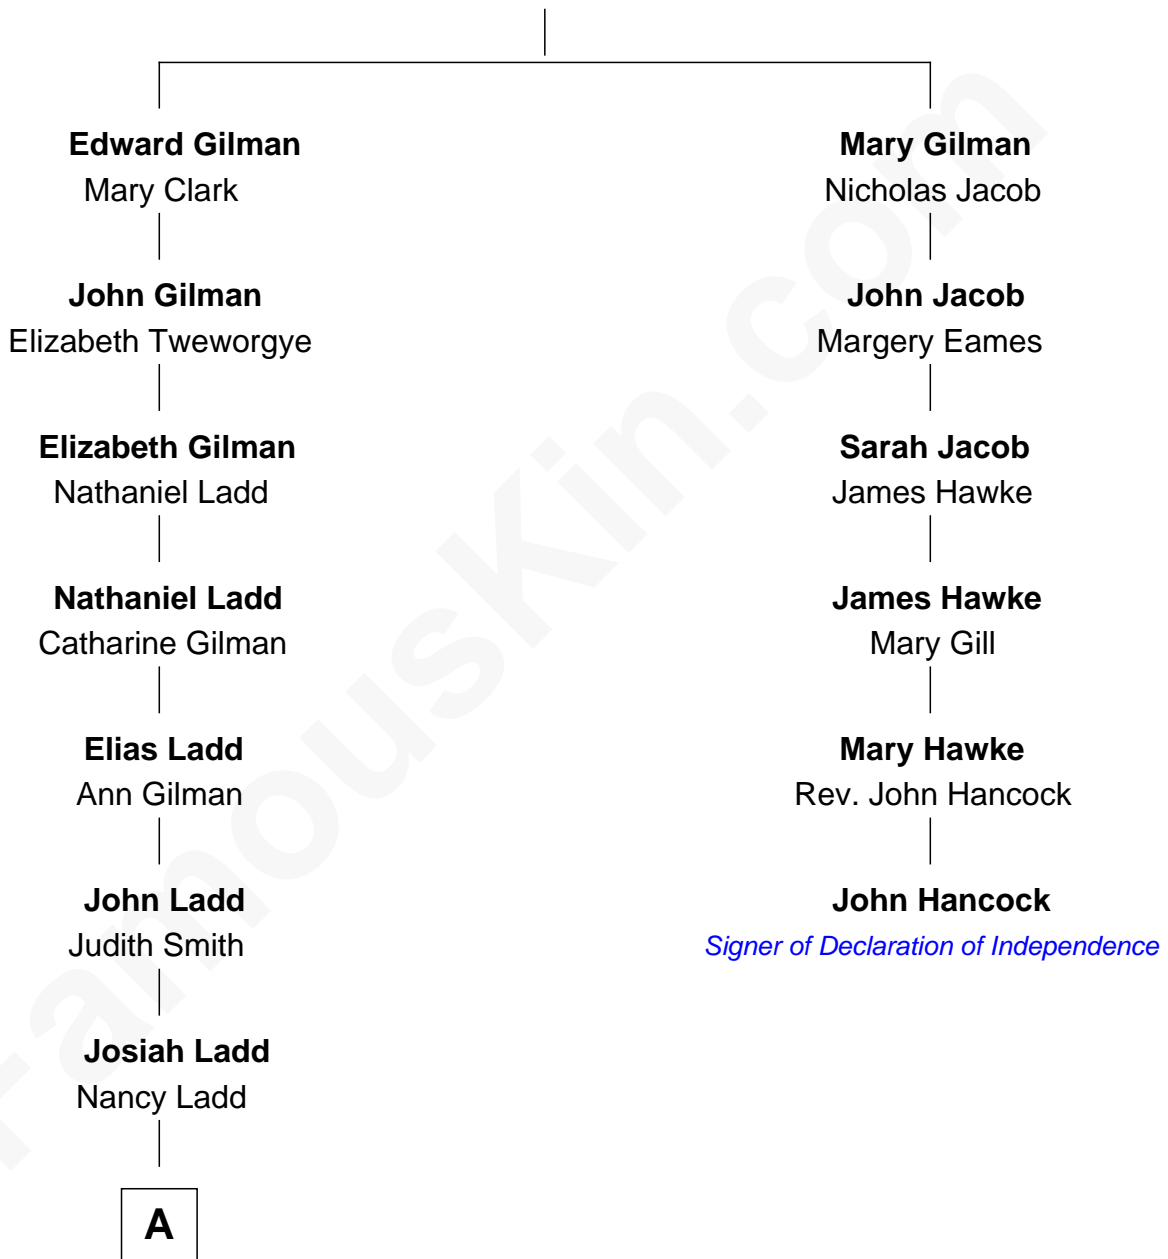 Edward Gilman
Mary Clark
John Gilman
Elizabeth Tweworgye
Elizabeth Gilman
Nathaniel Ladd
Nathaniel Ladd
Catharine Gilman
Elias Ladd
Ann Gilman
John Ladd
Judith Smith
Josiah Ladd
Nancy Ladd
A
Mary Gilman
Nicholas Jacob
John Jacob
Margery Eames
Sarah Jacob
James Hawke
James Hawke
Mary Gill
Mary Hawke
Rev. John Hancock
John Hancock
Signer of Declaration of Independence
FamousKin.com